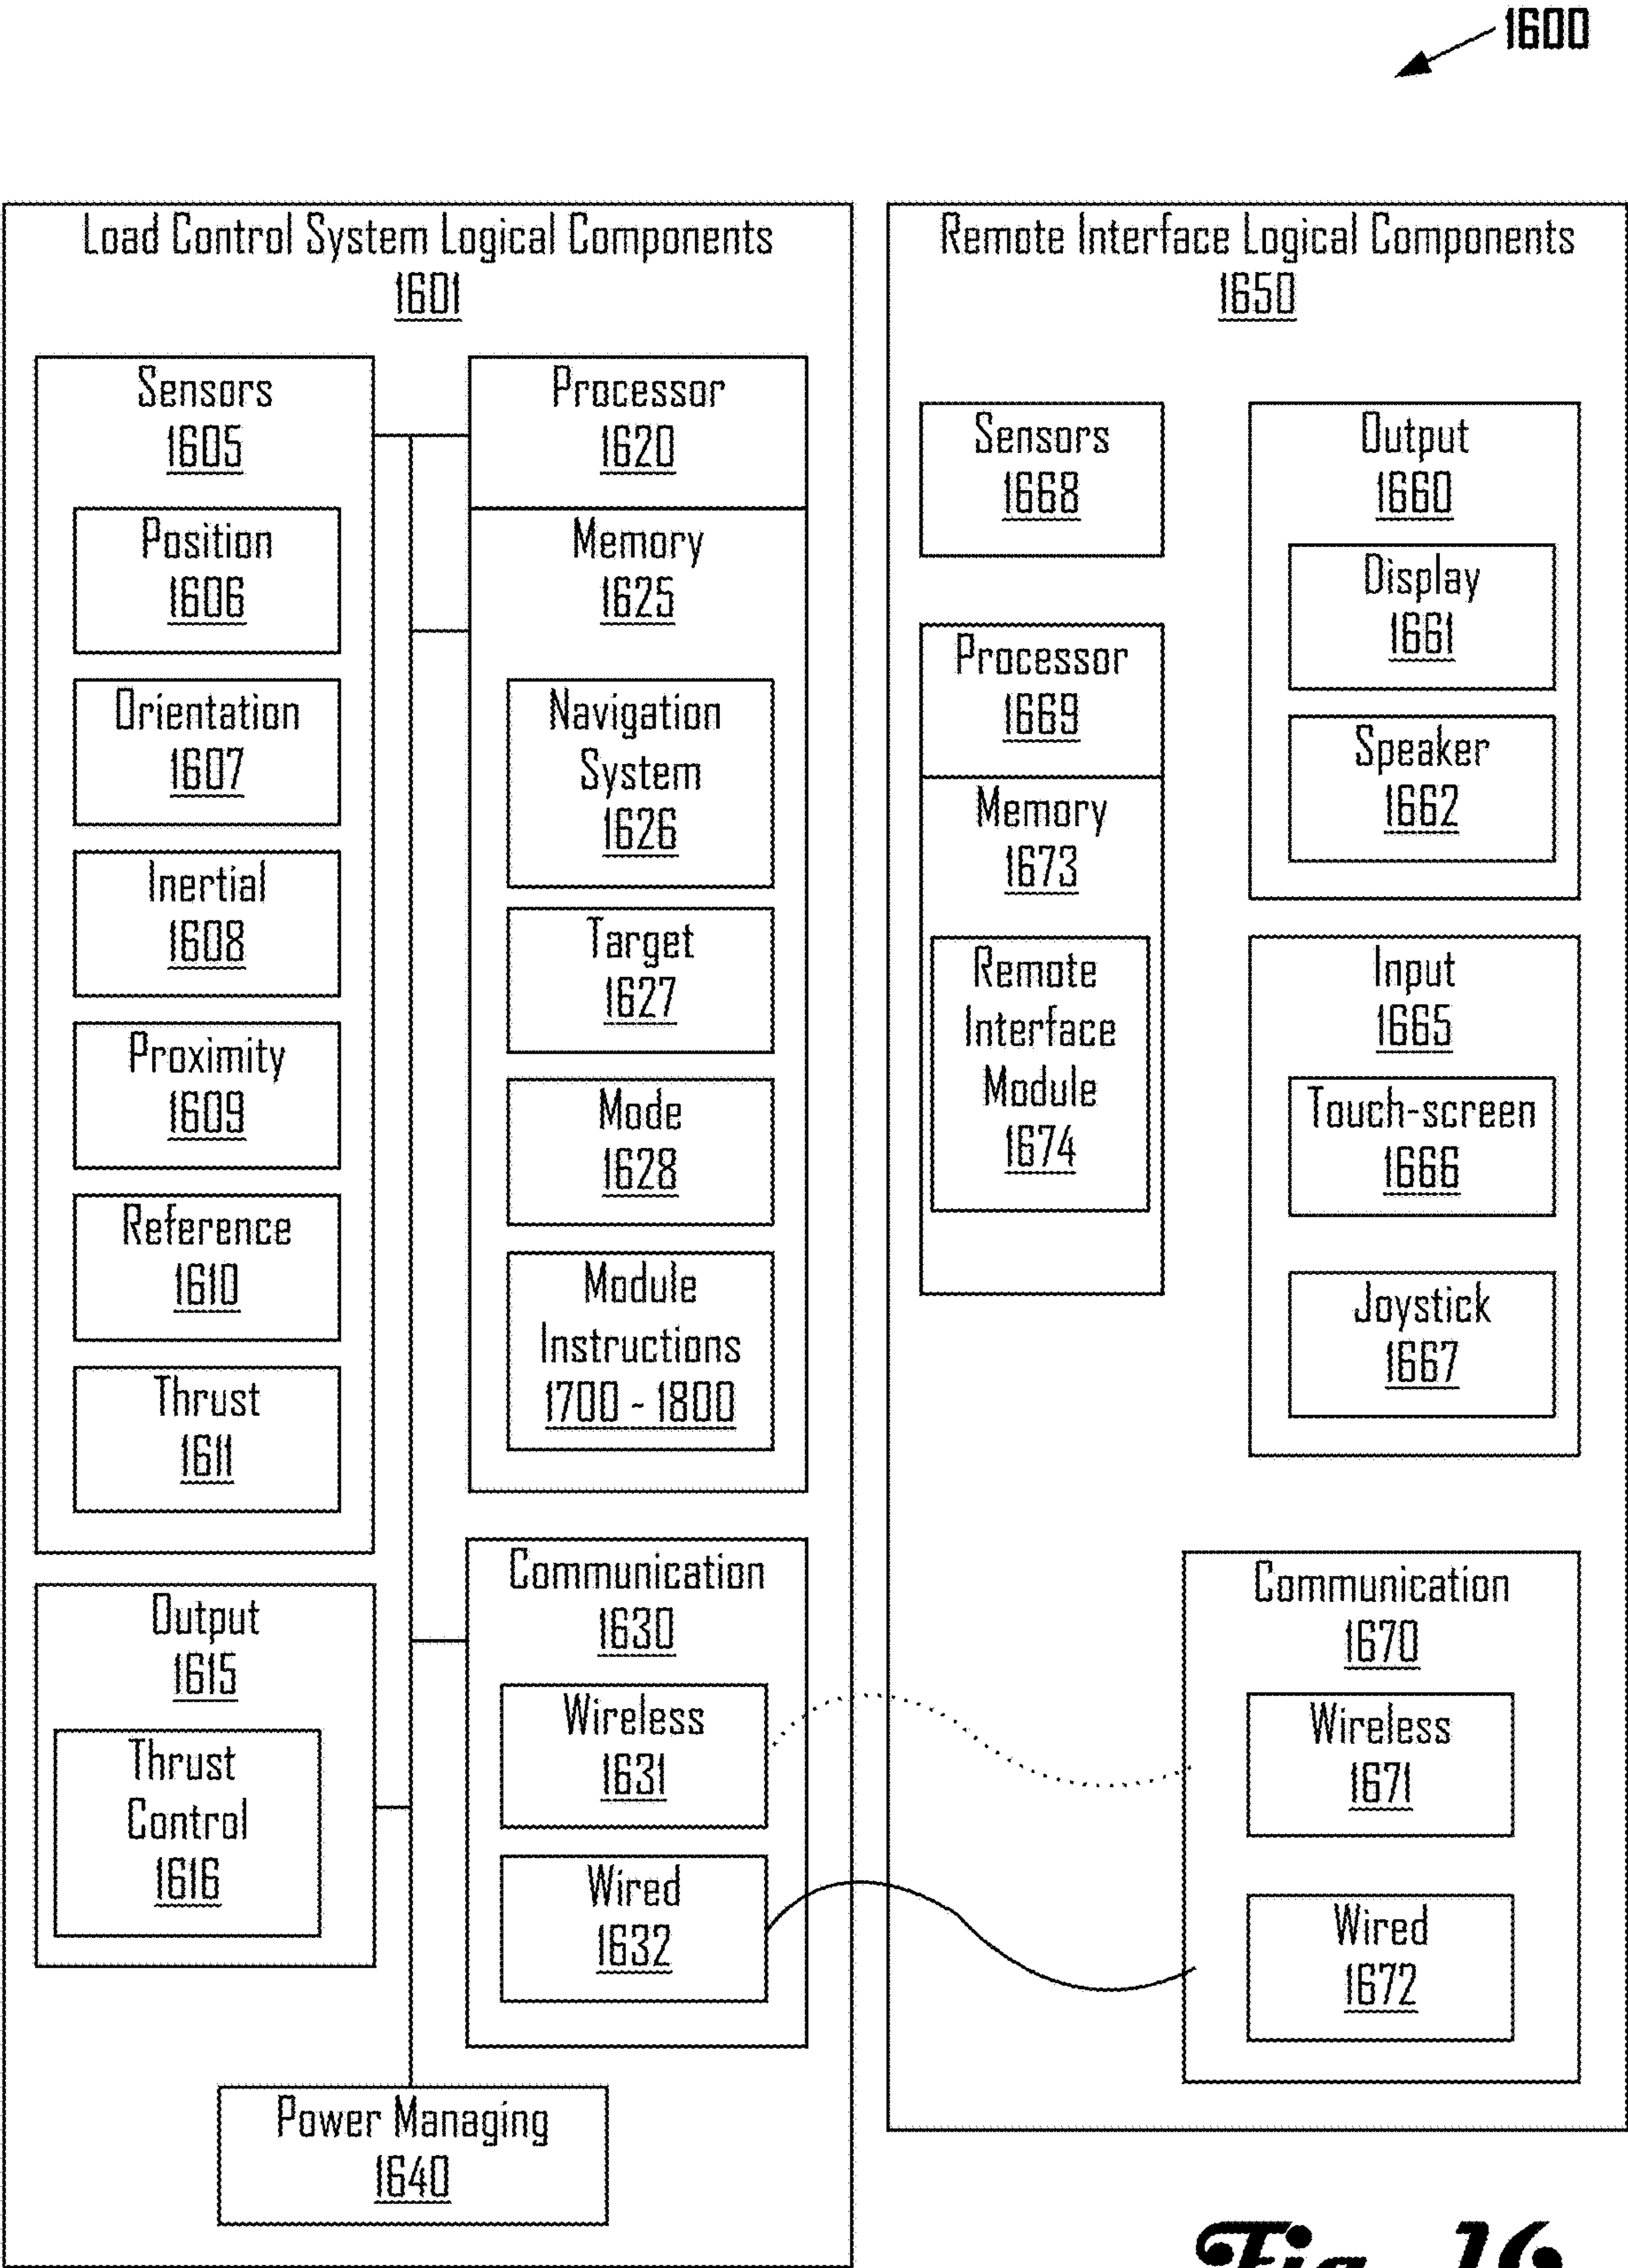 1600
Load Control System Logical Components
1601
Sensors
1605
Position
1606
Orientation
1607
Inertial
1608
Proximity
1609
Reference
1610
Thrust
1611
Output
1615
Thrust
Control
1616
Processor
1620
Memory
1625
Navigation
System
1626
Target
1627
Mode
1628
Module
Instructions
1700 - 1800
Communication
1630
Wireless
1631
Wired
1632
Power Managing
1640
Remote Interface Logical Components
1650
Sensors
1668
Processor
1669
Memory
1673
Remote
Interface
Module
1674
Output
1660
Display
1661
Speaker
1662
Input
1665
Touch-screen
1666
Joystick
1667
Communication
1670
Wireless
1671
Wired
1672
Fig. 16